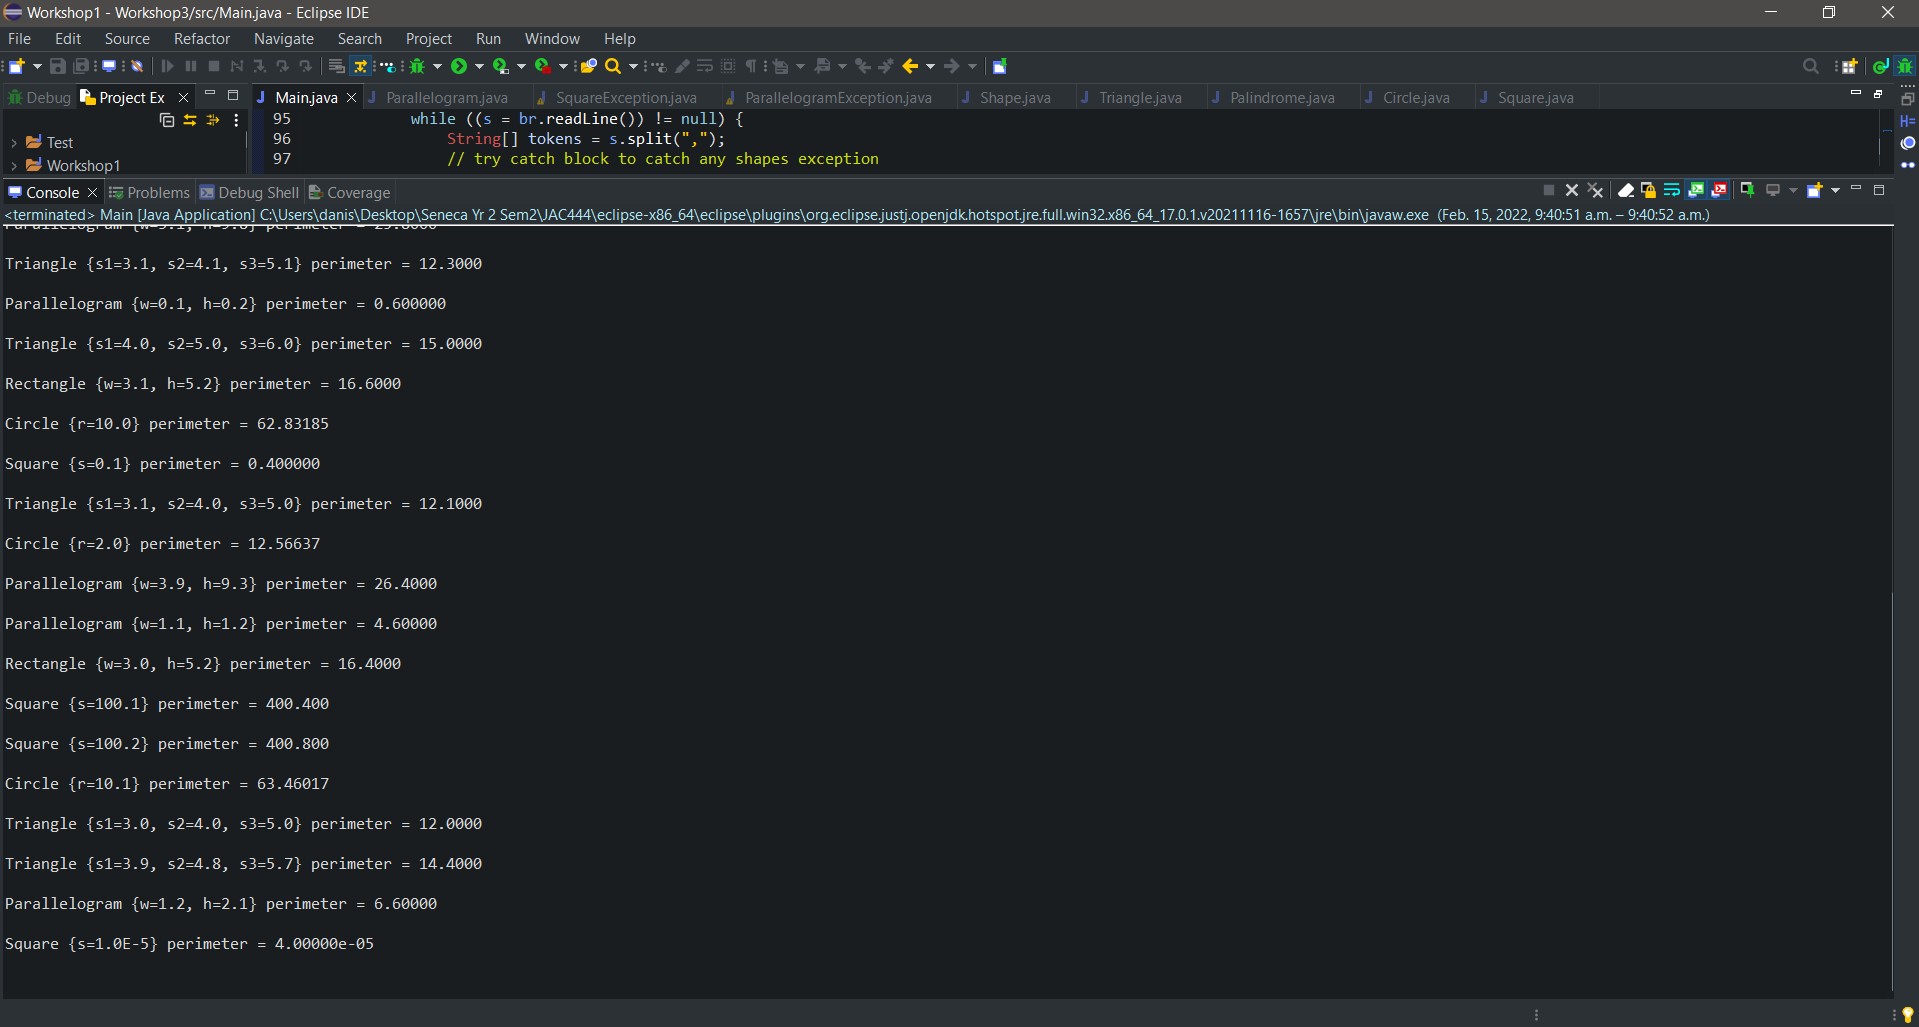 Workshop1 - Workshop3/src/Main.java - Eclipse IDE
File Edit Source Refactor Navigate Search Project Run Window Help
Debug Project Ex Main.java Parallelogram.java SquareException.java ParallelogramException.java Shape.java Triangle.java Palindrome.java Circle.java Square.java
Test
Workshop1
95 while ((s = br.readLine()) != null) {
96 String[] tokens = s.split(",");
97 // try catch block to catch any shapes exception
Console Problems Debug Shell Coverage
<terminated> Main [Java Application] C:\Users\danis\Desktop\Seneca Yr 2 Sem2\JAC444\eclipse-x86_64\eclipse\plugins\org.eclipse.justj.openjdk.hotspot.jre.full.win32.x86_64_17.0.1.v20211116-1657\jre\bin\javaw.exe (Feb. 15, 2022, 9:40:51 a.m. – 9:40:52 a.m.)
Triangle {s1=3.1, s2=4.1, s3=5.1} perimeter = 12.3000
Parallelogram {w=0.1, h=0.2} perimeter = 0.600000
Triangle {s1=4.0, s2=5.0, s3=6.0} perimeter = 15.0000
Rectangle {w=3.1, h=5.2} perimeter = 16.6000
Circle {r=10.0} perimeter = 62.83185
Square {s=0.1} perimeter = 0.400000
Triangle {s1=3.1, s2=4.0, s3=5.0} perimeter = 12.1000
Circle {r=2.0} perimeter = 12.56637
Parallelogram {w=3.9, h=9.3} perimeter = 26.4000
Parallelogram {w=1.1, h=1.2} perimeter = 4.60000
Rectangle {w=3.0, h=5.2} perimeter = 16.4000
Square {s=100.1} perimeter = 400.400
Square {s=100.2} perimeter = 400.800
Circle {r=10.1} perimeter = 63.46017
Triangle {s1=3.0, s2=4.0, s3=5.0} perimeter = 12.0000
Triangle {s1=3.9, s2=4.8, s3=5.7} perimeter = 14.4000
Parallelogram {w=1.2, h=2.1} perimeter = 6.60000
Square {s=1.0E-5} perimeter = 4.00000e-05